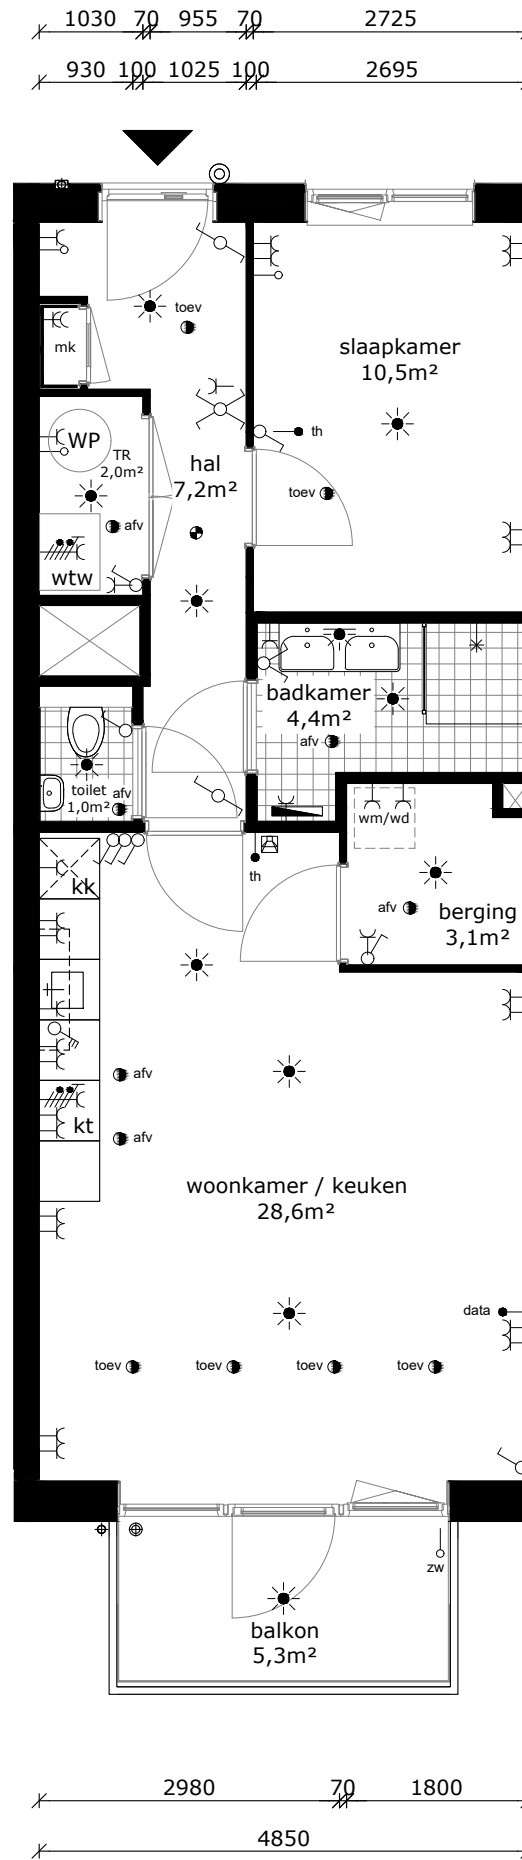 1030 70 955 70 2725
930 100 1025 100 2695
toev
mk
slaapkamer
10,5m²
WP
TR
2,0m²
hal
7,2m²
th
toev
afv
wtw
badkamer
4,4m²
afv
toilet
1,0m²
afv
wm/wd
th
kk
afv
berging
3,1m²
afv
kt
afv
woonkamer / keuken
28,6m²
data
toev toev toev toev
zw
balkon
5,3m²
2980 70 1800
4850